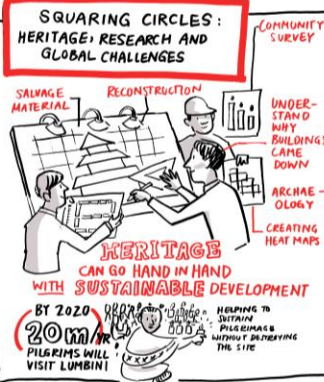 SQUARING CIRCLES:
HERITAGE, RESEARCH AND
GLOBAL CHALLENGES
COMMUNITY
SURVEY
SALVAGE
MATERIAL
RECONSTRUCTION
UNDER-
STAND
WHY
BUILDING
CAME
DOWN
ARCHAE-
OLOGY
CREATING
HEAT MAPS
HERITAGE
CAN GO HAND IN HAND
WITH SUSTAINABLE DEVELOPMENT
BY 2020
20m/YR
PILGRIMS WILL
VISIT LUMBINI
HELPING TO
SUSTAIN
PILGRIMAGE
WITHOUT DESTROYING
THE SITE